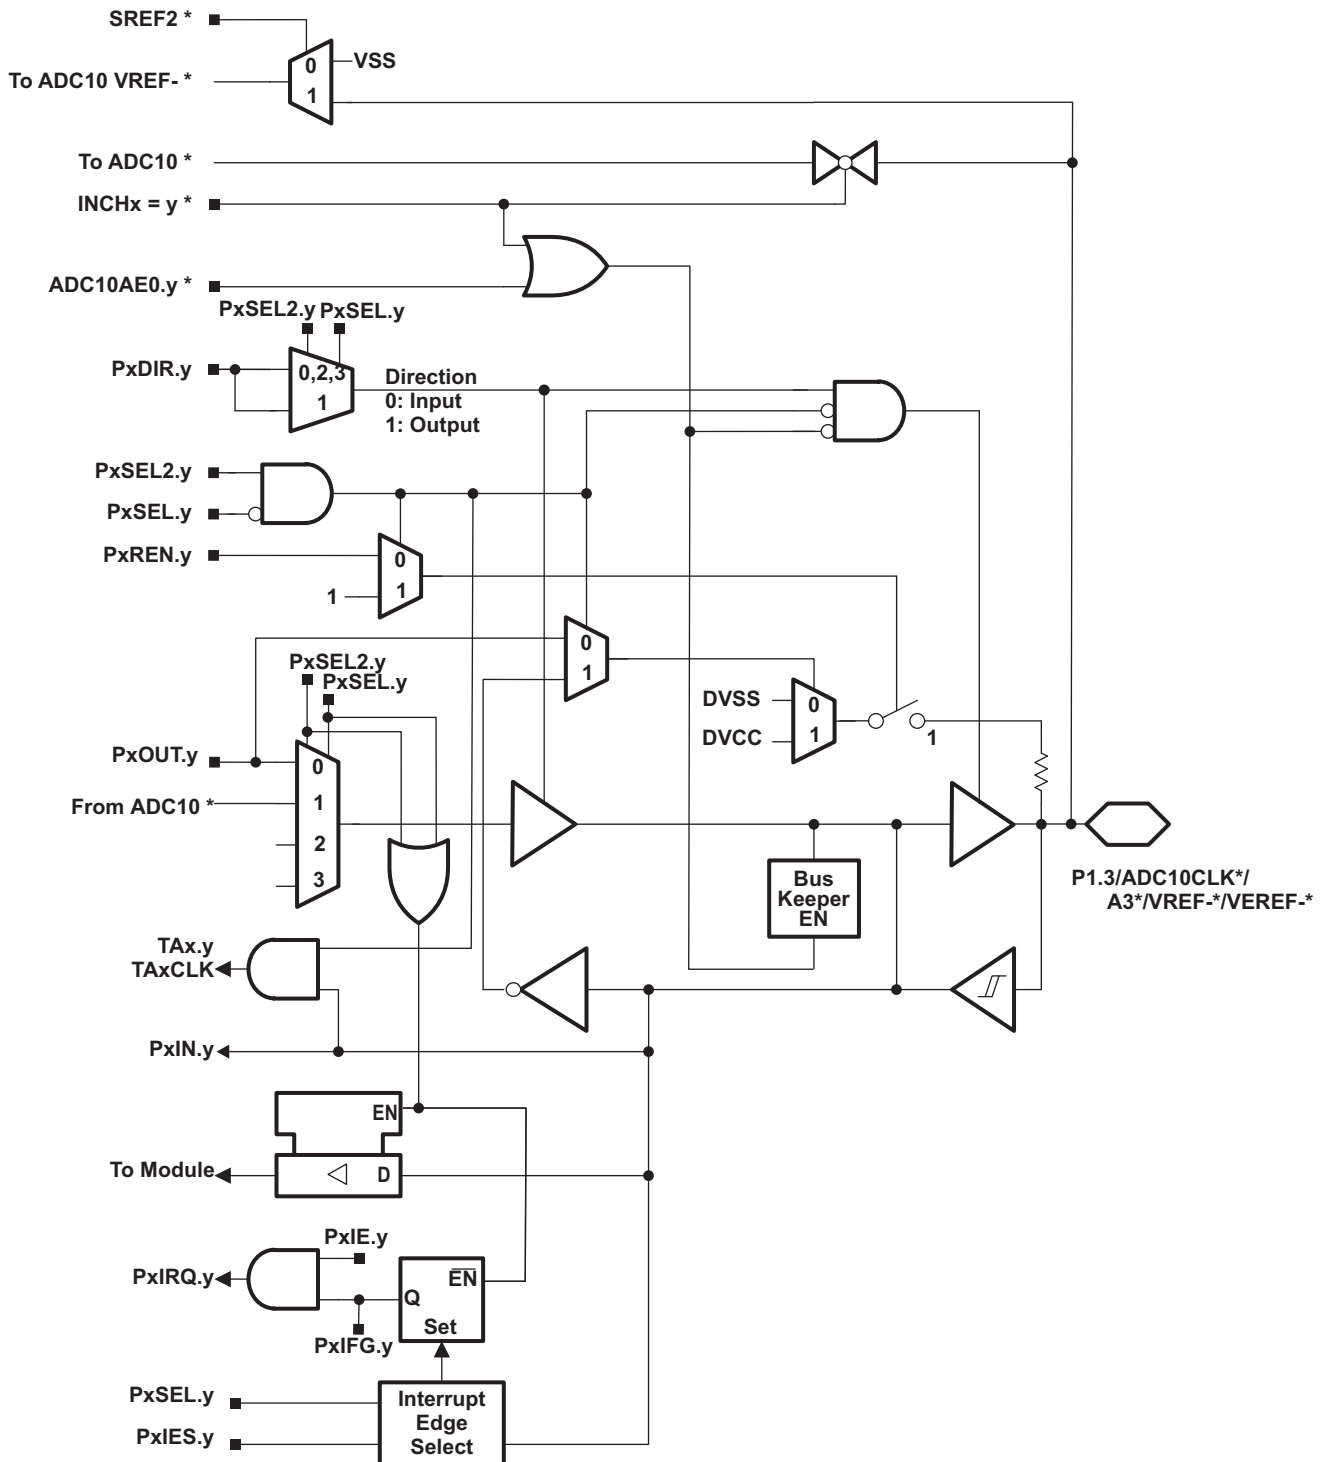 SREF2 *
VSS
0
To ADC10 VREF- *
1
To ADC10 *
INCHx = y *
ADC10AE0.y *
PxSEL2.y PxSEL.y
PxDIR.y
0,2,3
1
Direction
0: Input
1: Output
PxSEL2.y
PxSEL.y
PxREN.y
0
1
1
0
1
PxSEL2.y
PxSEL.y
DVSS
DVCC
0
1
1
PxOUT.y
From ADC10 *
0
1
2
3
Bus
Keeper
EN
P1.3/ADC10CLK*/
A3*/VREF-*/VEREF-*
TAx.y
TAxCLK
PxIN.y
EN
To Module
D
PxIE.y
PxIRQ.y
EN
Q
Set
PxIFG.y
PxSEL.y
PxIES.y
Interrupt
Edge
Select